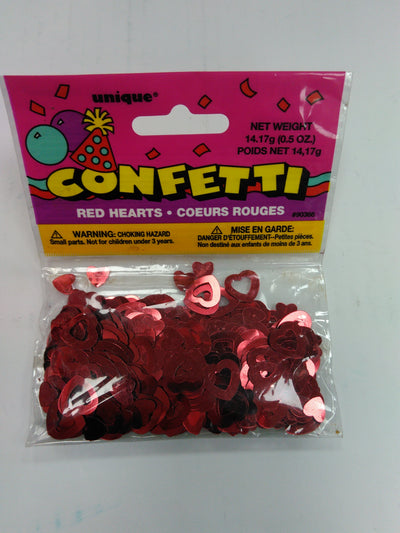 unique®
NET WEIGHT
14.17g (0.5 OZ.)
POIDS NET 14,17g
CONFETTI
RED HEARTS • COEURS ROUGES
#90366
WARNING: CHOKING HAZARD
Small parts. Not for children under 3 years.
MISE EN GARDE:
DANGER D'ÉTOUFFEMENT–Petites pièces.
Non destiné aux enfants de moins de 3 ans.